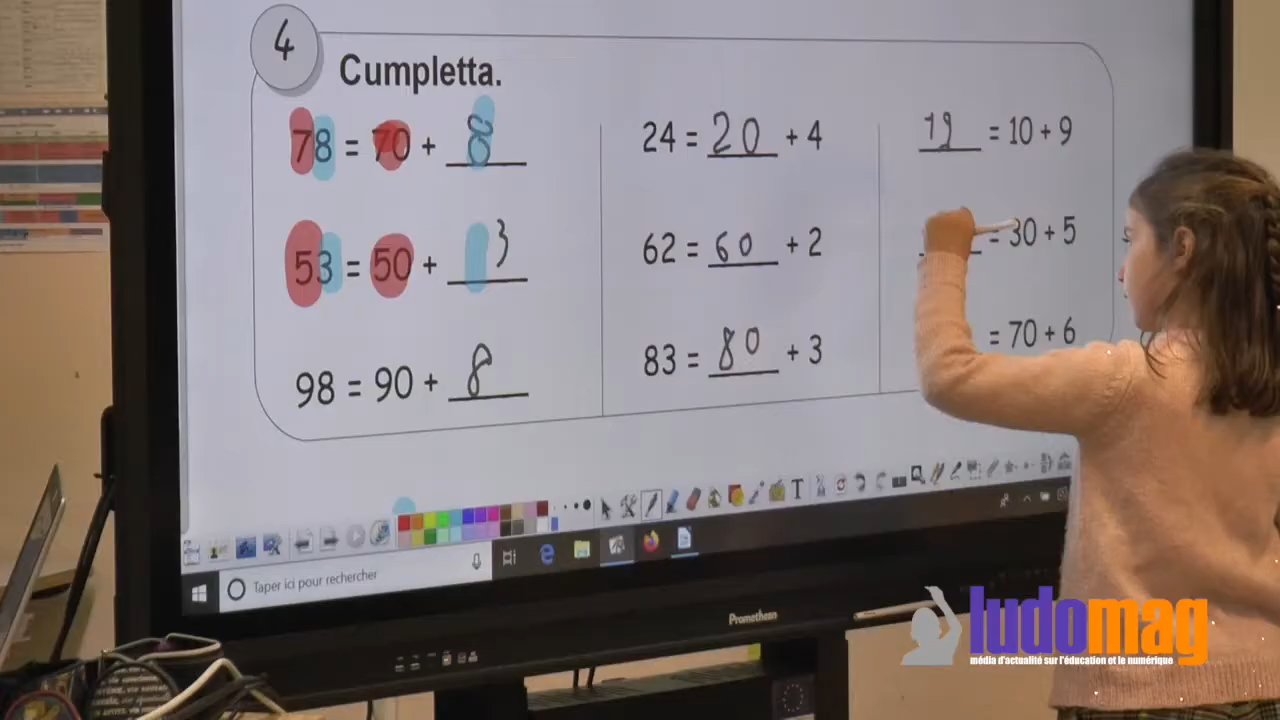 4
Cumpletta.
78 = 70 + 8
53 = 50 + 3
98 = 90 + 8
24 = 20 + 4
62 = 60 + 2
83 = 80 + 3
19 = 10 + 9
= 30 + 5
= 70 + 6
T
Taper ici pour rechercher
Promethean
ludomag
média d'actualité sur l'éducation et le numérique